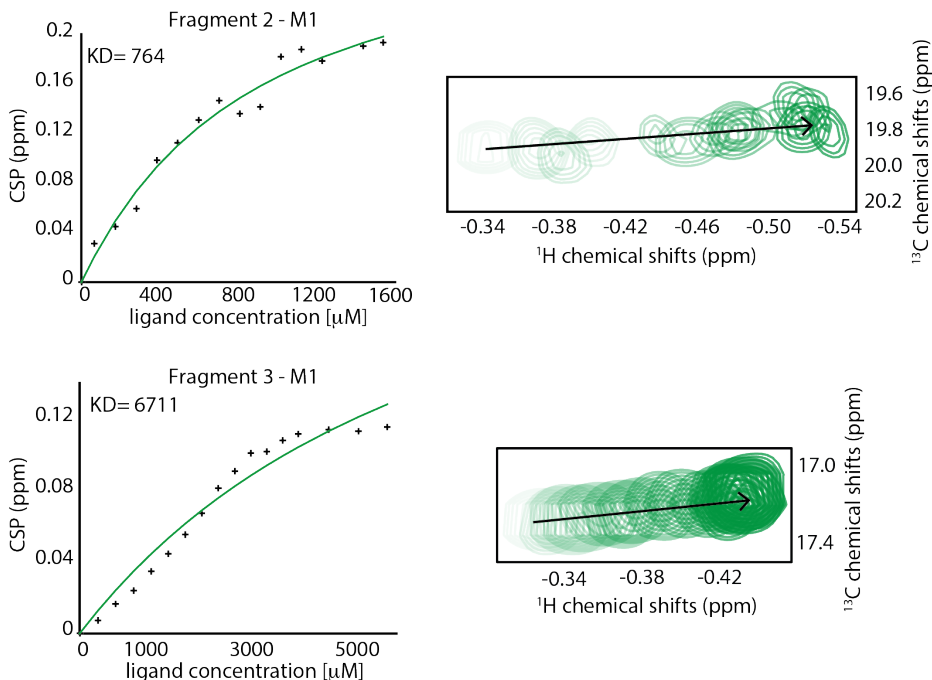 Fragment 2 - M1
KD= 764
CSP (ppm)
0.2
0.16
0.12
0.08
0.04
0
0 400 800 1200 1600
ligand concentration [μM]
19.6
19.8
20.0
20.2
¹³C chemical shifts (ppm)
-0.34 -0.38 -0.42 -0.46 -0.50 -0.54
¹H chemical shifts (ppm)
Fragment 3 - M1
KD= 6711
CSP (ppm)
0.12
0.08
0.04
0
0 1000 3000 5000
ligand concentration [μM]
17.0
17.4
¹³C chemical shifts (ppm)
-0.34 -0.38 -0.42
¹H chemical shifts (ppm)